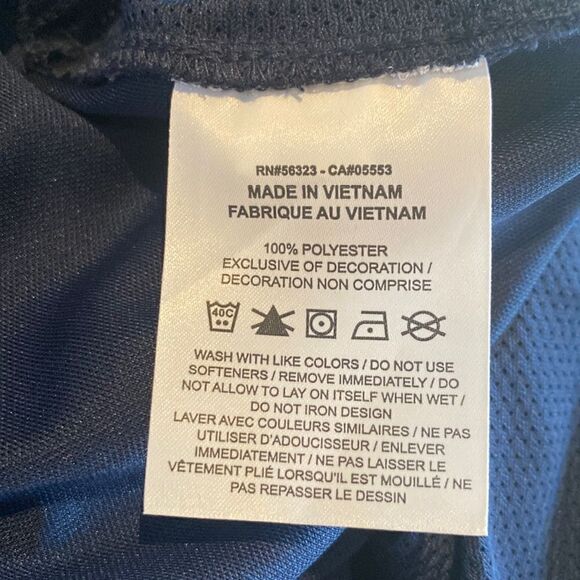 RN#56323 - CA#05553
MADE IN VIETNAM
FABRIQUE AU VIETNAM
100% POLYESTER
EXCLUSIVE OF DECORATION /
DECORATION NON COMPRISE
40C
WASH WITH LIKE COLORS / DO NOT USE
SOFTENERS / REMOVE IMMEDIATELY / DO
NOT ALLOW TO LAY ON ITSELF WHEN WET /
DO NOT IRON DESIGN
LAVER AVEC COULEURS SIMILAIRES / NE PAS
UTILISER D'ADOUCISSEUR / ENLEVER
IMMÉDIATEMENT / NE PAS LAISSER LE
VÊTEMENT PLIÉ LORSQU'IL EST MOUILLÉ / NE
PAS REPASSER LE DESSIN